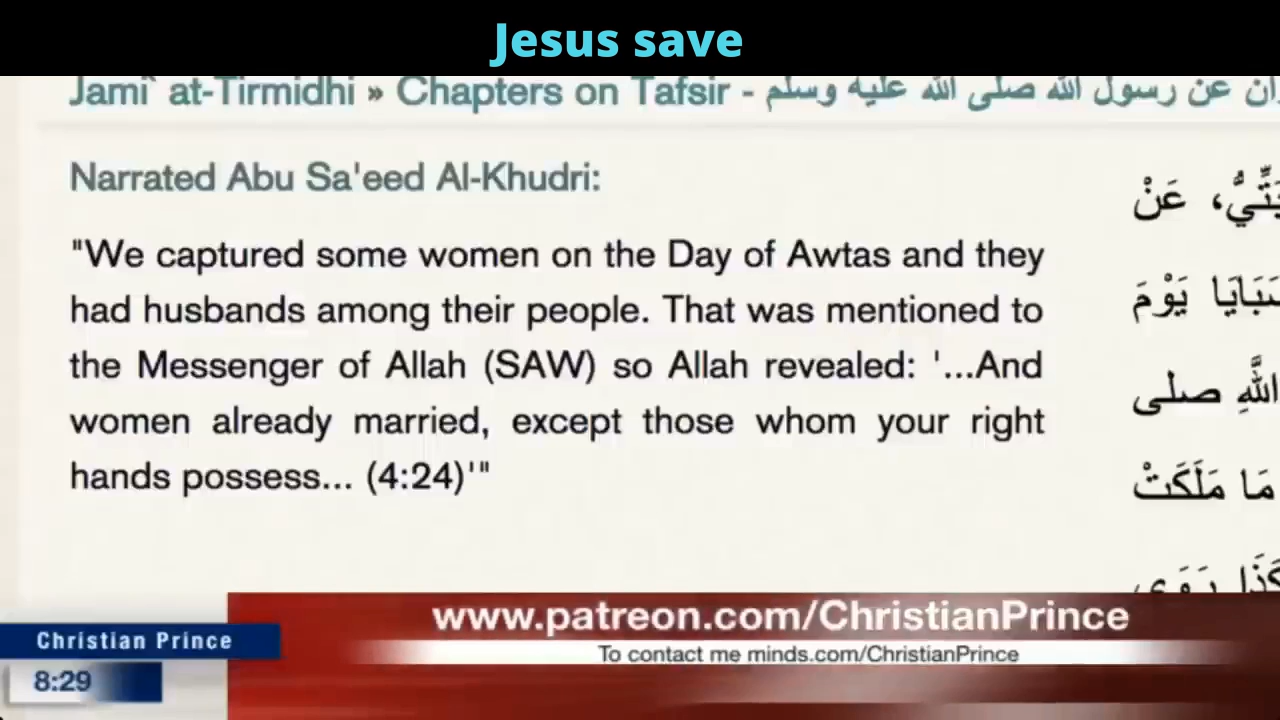 Jesus save
Jami` at-Tirmidhi » Chapters on Tafsir - عن رسول الله صلى الله عليه وسلم
Narrated Abu Sa'eed Al-Khudri:
"We captured some women on the Day of Awtas and they
had husbands among their people. That was mentioned to
the Messenger of Allah (SAW) so Allah revealed: '...And
women already married, except those whom your right
hands possess... (4:24)'"
عَنْ
سَبَايَا يَوْمَ
اللَّهِ صلى
مَا مَلَكَتْ
www.patreon.com/ChristianPrince
Christian Prince
To contact me minds.com/ChristianPrince
8:29